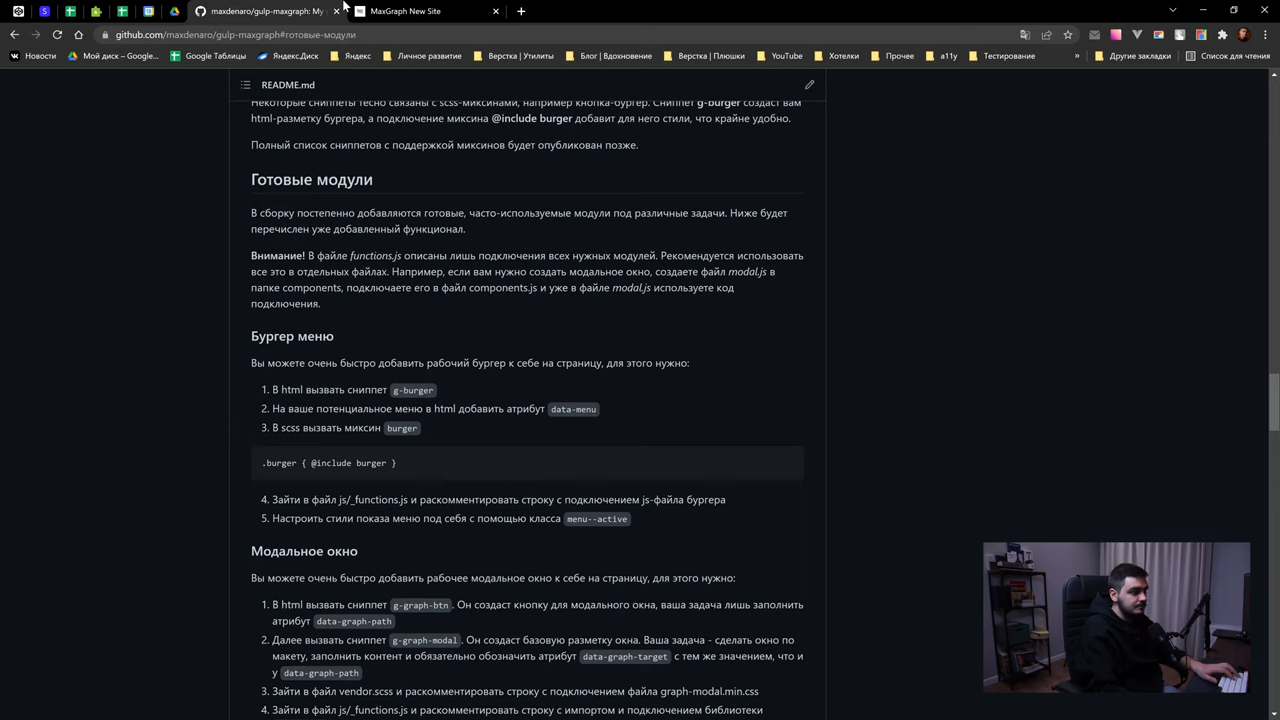 maxdenaro/gulp-maxgraph: My
MaxGraph New Site
github.com/maxdenaro/gulp-maxgraph#готовые-модули
Новости
Мой диск – Google...
Google Таблицы
Яндекс.Диск
Яндекс
Личное развитие
Верстка | Утилиты
Блог | Вдохновение
Верстка | Плюшки
YouTube
Хотелки
Прочее
a11y
Тестирование
»
Другие закладки
Список для чтения
README.md
Некоторые сниппеты тесно связаны с scss-миксинами, например кнопка-бургер. Сниппет g-burger создаст вам
html-разметку бургера, а подключение миксина @include burger добавит для него стили, что крайне удобно.
Полный список сниппетов с поддержкой миксинов будет опубликован позже.
Готовые модули
В сборку постепенно добавляются готовые, часто-используемые модули под различные задачи. Ниже будет
перечислен уже добавленный функционал.
Внимание! В файле functions.js описаны лишь подключения всех нужных модулей. Рекомендуется использовать
все это в отдельных файлах. Например, если вам нужно создать модальное окно, создаете файл modal.js в
папке components, подключаете его в файл components.js и уже в файле modal.js используете код
подключения.
Бургер меню
Вы можете очень быстро добавить рабочий бургер к себе на страницу, для этого нужно:
1. В html вызвать сниппет g-burger
2. На ваше потенциальное меню в html добавить атрибут data-menu
3. В scss вызвать миксин burger
.burger { @include burger }
4. Зайти в файл js/_functions.js и раскомментировать строку с подключением js-файла бургера
5. Настроить стили показа меню под себя с помощью класса menu--active
Модальное окно
Вы можете очень быстро добавить рабочее модальное окно к себе на страницу, для этого нужно:
1. В html вызвать сниппет g-graph-btn. Он создаст кнопку для модального окна, ваша задача лишь заполнить
атрибут data-graph-path
2. Далее вызвать сниппет g-graph-modal. Он создаст базовую разметку окна. Ваша задача - сделать окно по
макету, заполнить контент и обязательно обозначить атрибут data-graph-target с тем же значением, что и
у data-graph-path
3. Зайти в файл vendor.scss и раскомментировать строку с подключением файла graph-modal.min.css
4. Зайти в файл js/_functions.js и раскомментировать строку с импортом и подключением библиотеки